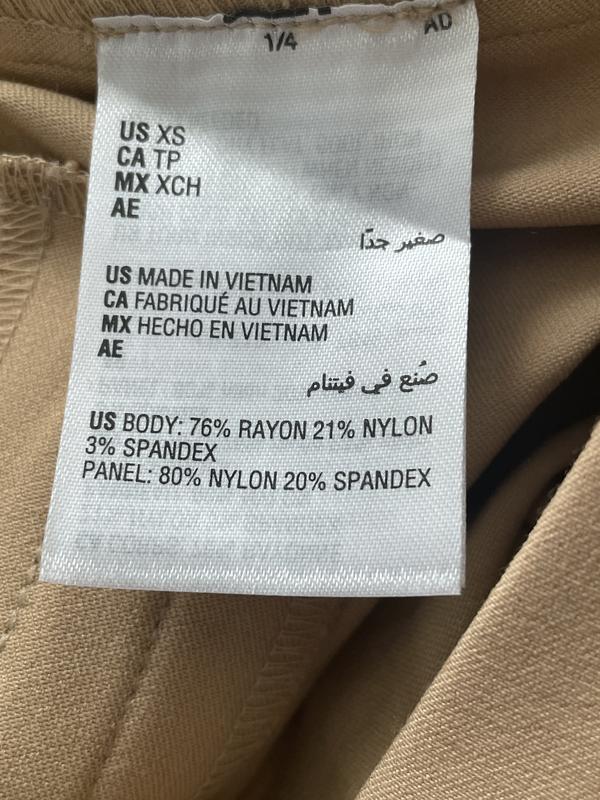 1/4
AD
US XS
CA TP
MX XCH
AE
صغير جدًا
US MADE IN VIETNAM
CA FABRIQUÉ AU VIETNAM
MX HECHO EN VIETNAM
AE
صُنع في فيتنام
US BODY: 76% RAYON 21% NYLON
3% SPANDEX
PANEL: 80% NYLON 20% SPANDEX